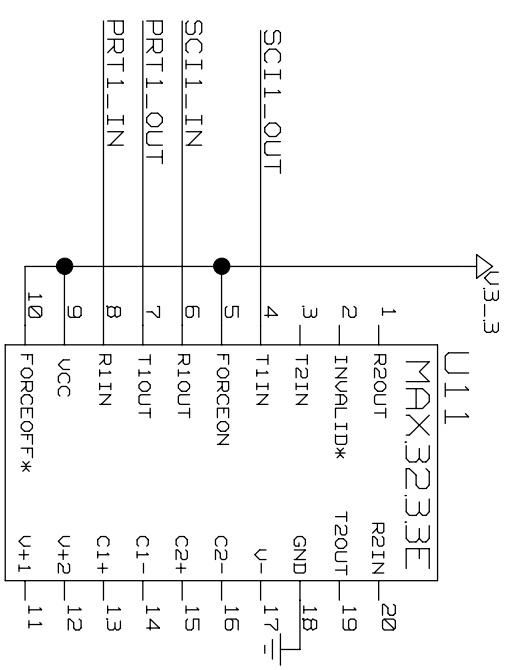 U11
MAX3233E
V3_3
SCI1_OUT
SCI1_IN
PRT1_OUT
PRT1_IN
1 R2OUT
2 INVALID*
3 T2IN
4 T1IN
5 FORCEON
6 R1OUT
7 T1OUT
8 R1IN
9 VCC
10 FORCEOFF*
R2IN 20
T2OUT 19
GND 18
V- 17
C2- 16
C2+ 15
C1- 14
C1+ 13
V+2 12
V+1 11